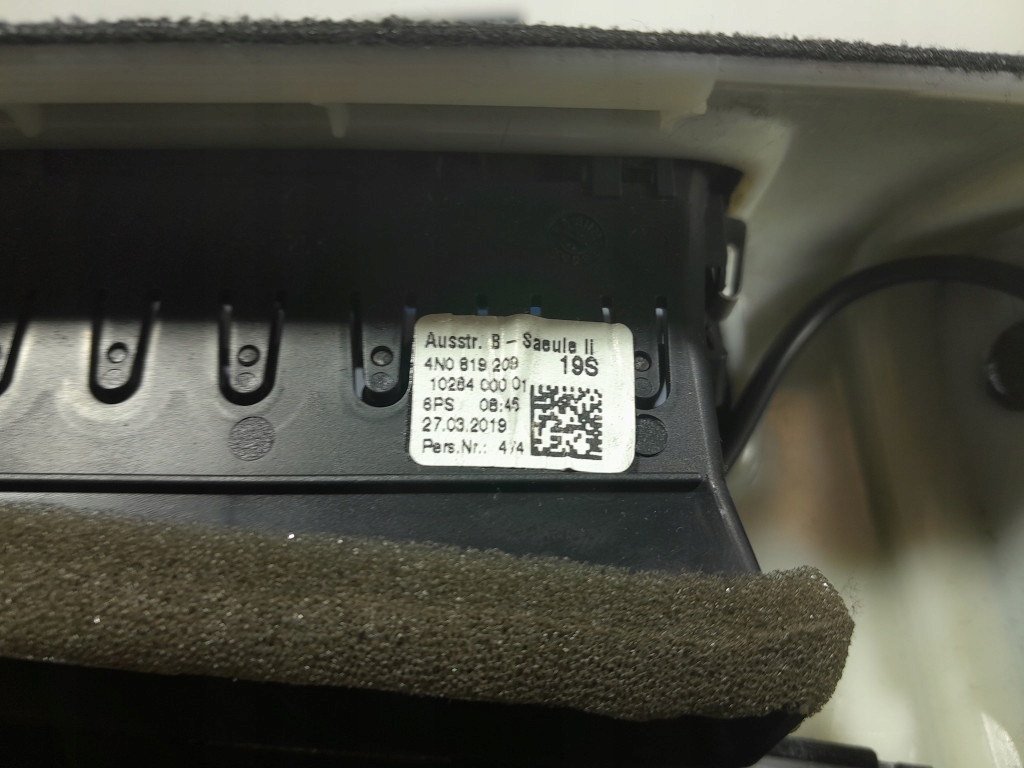 Ausstr. B - Saeule li
4N0 819 209 19S
10284 000 01
6PS 08:45
27.03.2019
Pers.Nr.: 474